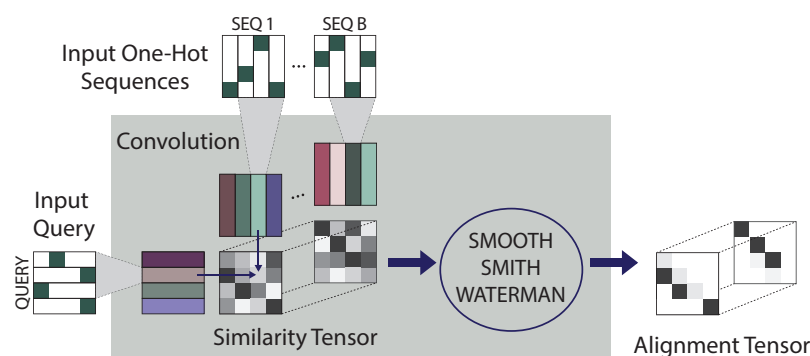 SEQ 1
SEQ B
Input One-Hot
Sequences
...
Convolution
...
Input
Query
QUERY
SMOOTH
SMITH
WATERMAN
Similarity Tensor
Alignment Tensor